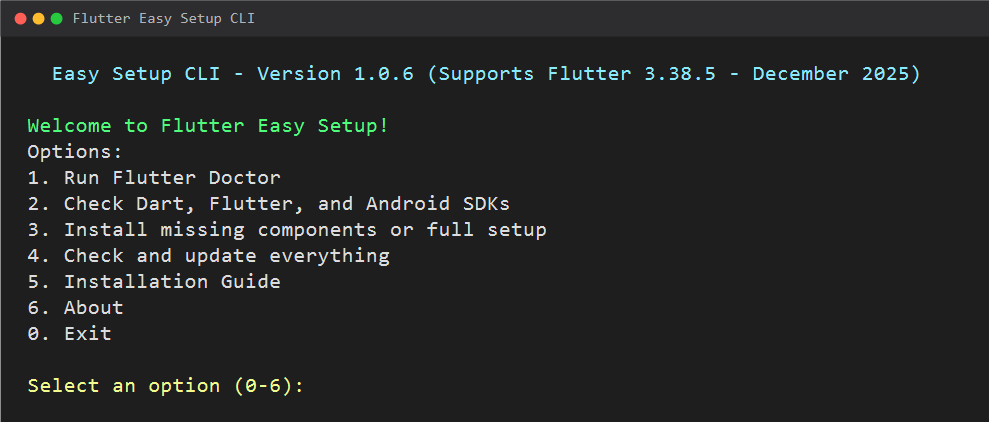 Flutter Easy Setup CLI
Easy Setup CLI - Version 1.0.6 (Supports Flutter 3.38.5 - December 2025)
Welcome to Flutter Easy Setup!
Options:
1. Run Flutter Doctor
2. Check Dart, Flutter, and Android SDKs
3. Install missing components or full setup
4. Check and update everything
5. Installation Guide
6. About
0. Exit
Select an option (0-6):